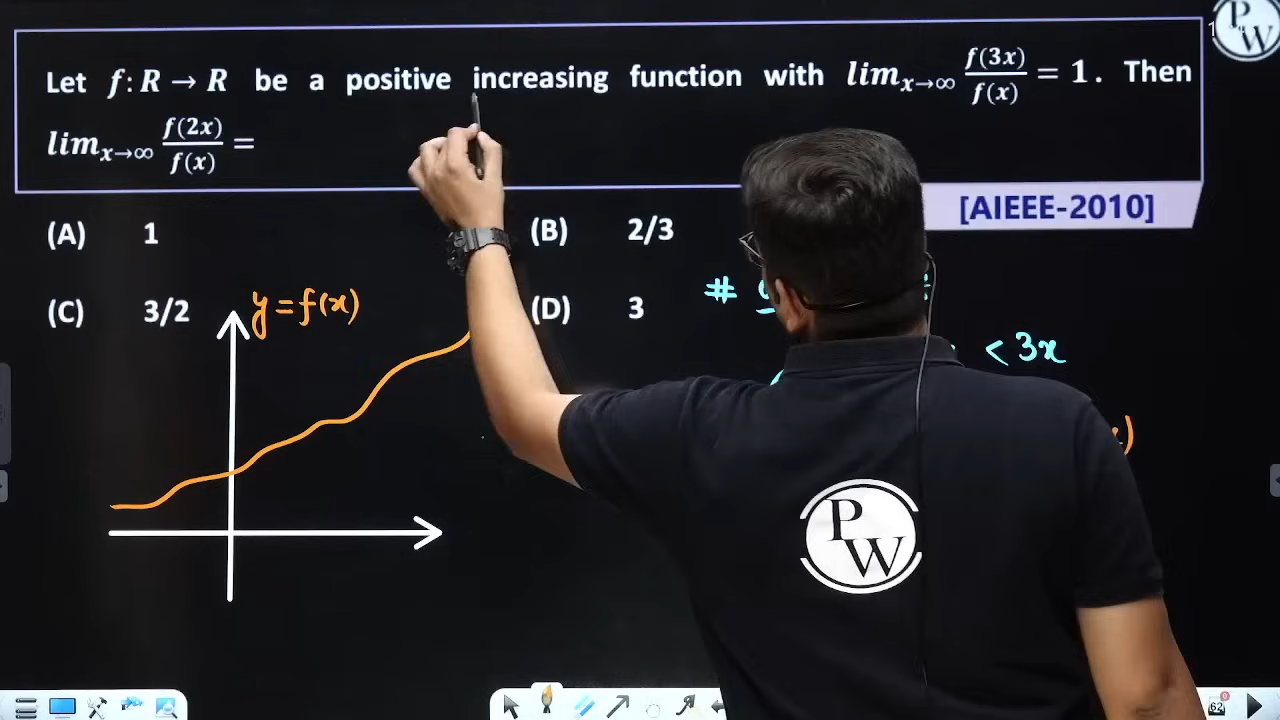 Let f: R → R be a positive increasing function with lim_{x→∞} f(3x)/f(x) = 1. Then
lim_{x→∞} f(2x)/f(x) =
[AIEEE-2010]
(A) 1
(B) 2/3
(C) 3/2
(D) 3
y = f(x)
#
< 3x
PW
PW
62